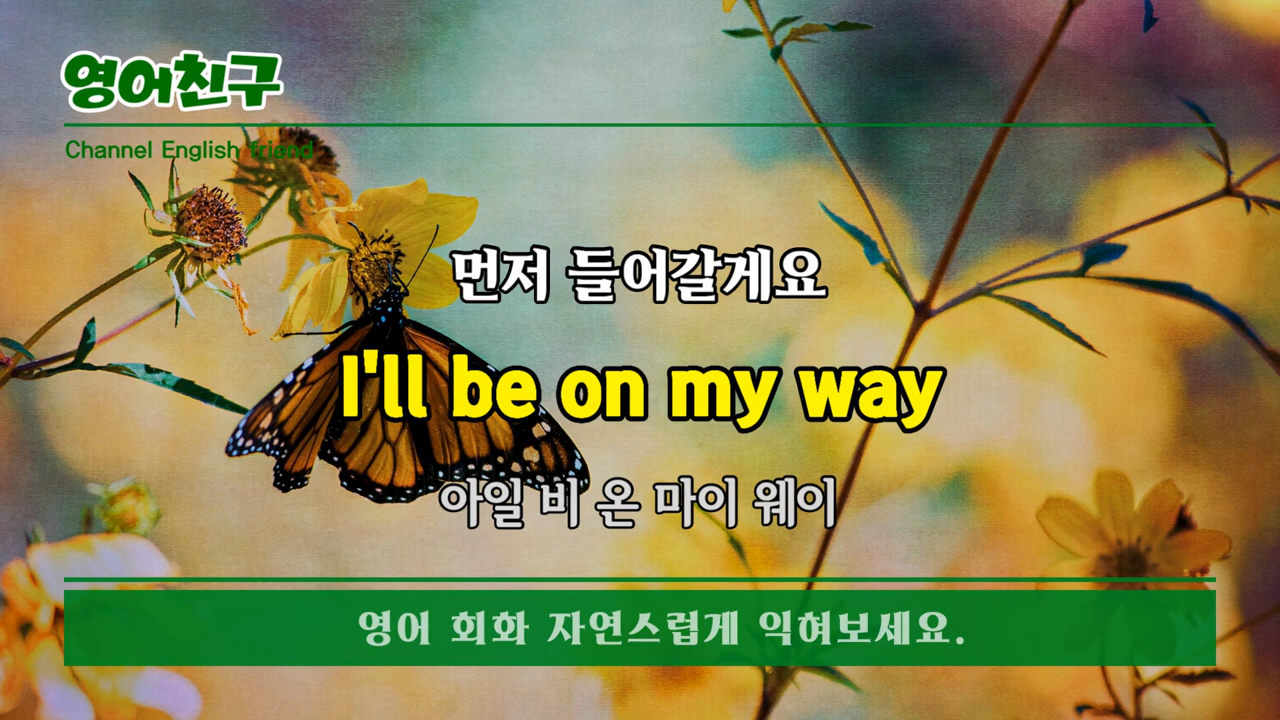 영어친구
Channel English friend
먼저 들어갈게요
I'll be on my way
아일 비 온 마이 웨이
영어 회화 자연스럽게 익혀보세요.